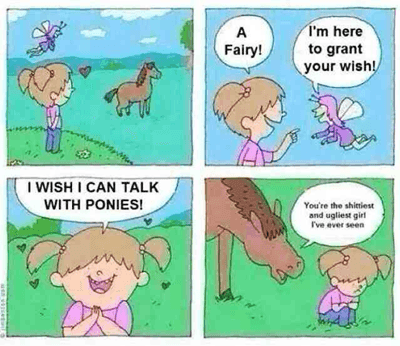 A
Fairy!
I'm here
to grant
your wish!
I WISH I CAN TALK
WITH PONIES!
You're the shittiest
and ugliest girl
I've ever seen